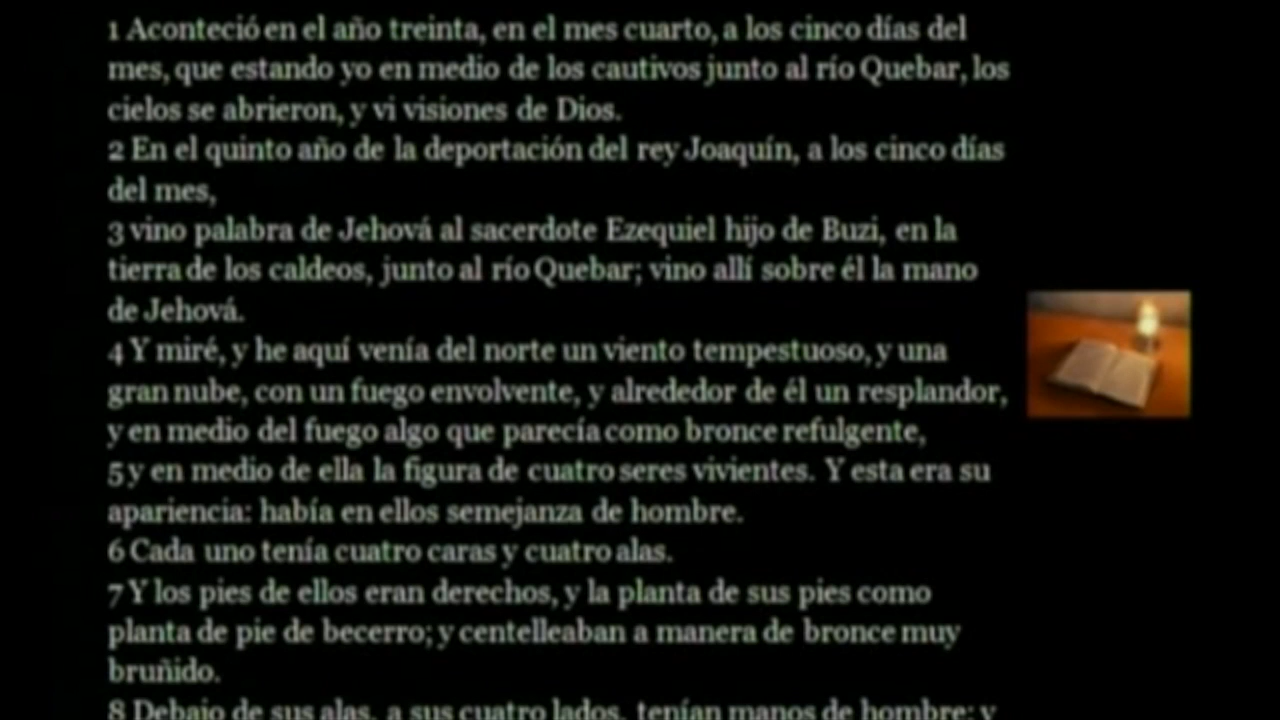 1 Aconteció en el año treinta, en el mes cuarto, a los cinco días del
mes, que estando yo en medio de los cautivos junto al río Quebar, los
cielos se abrieron, y vi visiones de Dios.
2 En el quinto año de la deportación del rey Joaquín, a los cinco días
del mes,
3 vino palabra de Jehová al sacerdote Ezequiel hijo de Buzi, en la
tierra de los caldeos, junto al río Quebar; vino allí sobre él la mano
de Jehová.
4 Y miré, y he aquí venía del norte un viento tempestuoso, y una
gran nube, con un fuego envolvente, y alrededor de él un resplandor,
y en medio del fuego algo que parecía como bronce refulgente,
5 y en medio de ella la figura de cuatro seres vivientes. Y esta era su
apariencia: había en ellos semejanza de hombre.
6 Cada uno tenía cuatro caras y cuatro alas.
7 Y los pies de ellos eran derechos, y la planta de sus pies como
planta de pie de becerro; y centelleaban a manera de bronce muy
bruñido.
8 Debajo de sus alas, a sus cuatro lados, tenían manos de hombre; y